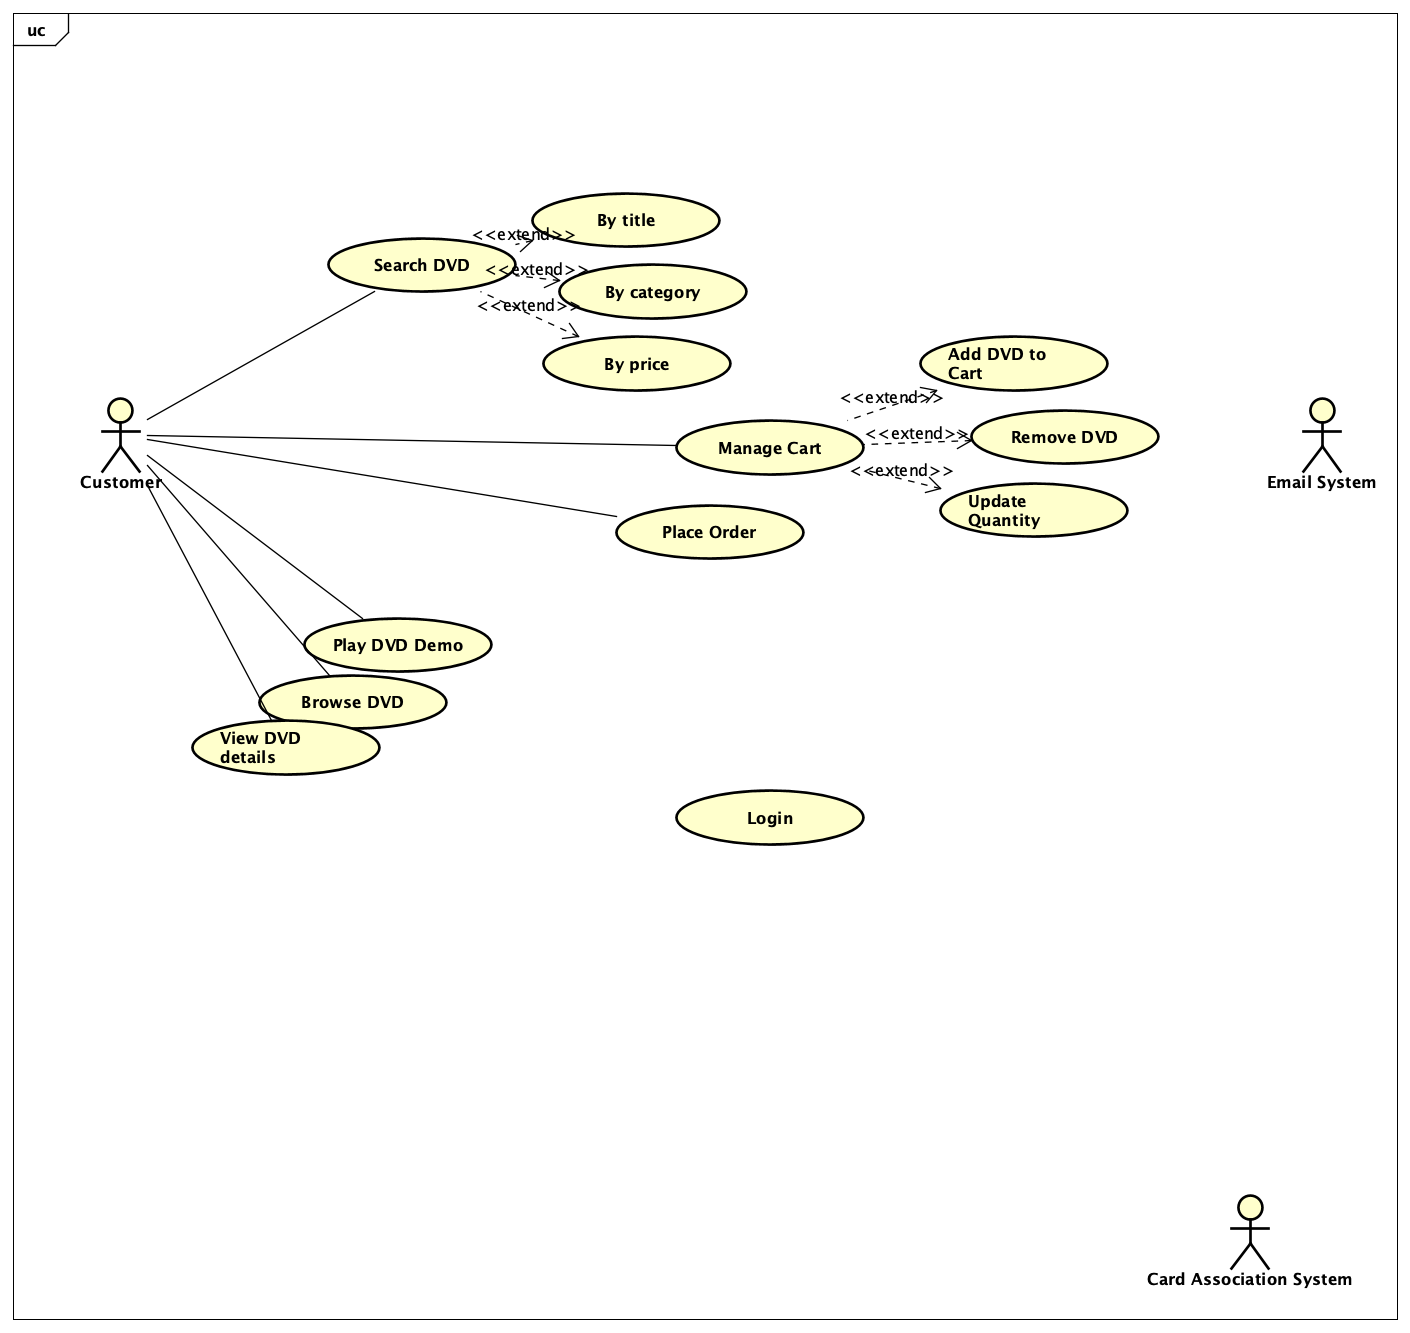 uc
By title
<<extend>>
Search DVD
<<extend>>
By category
<<extend>>
By price
Add DVD to
Cart
<<extend>>
<<extend>>
Remove DVD
Manage Cart
<<extend>>
Update
Quantity
Customer
Email System
Place Order
Play DVD Demo
Browse DVD
View DVD
details
Login
Card Association System